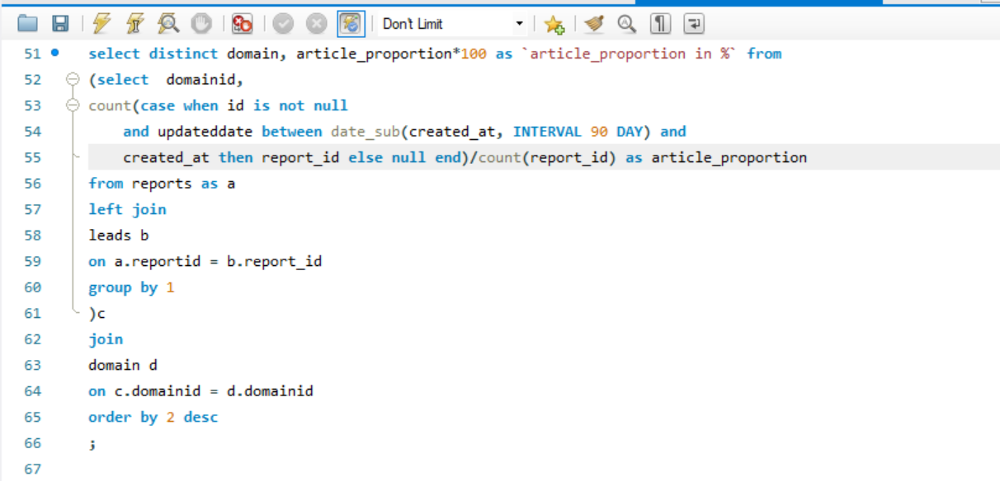 Don't Limit
51 select distinct domain, article_proportion*100 as `article_proportion in %` from
52 (select  domainid,
53 count(case when id is not null
54     and updateddate between date_sub(created_at, INTERVAL 90 DAY) and
55     created_at then report_id else null end)/count(report_id) as article_proportion
56 from reports as a
57 left join
58 leads b
59 on a.reportid = b.report_id
60 group by 1
61 )c
62 join
63 domain d
64 on c.domainid = d.domainid
65 order by 2 desc
66 ;
67